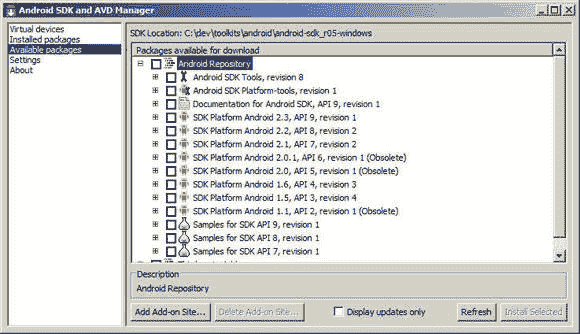 Android SDK and AVD Manager
Virtual devices
Installed packages
Available packages
Settings
About
SDK Location: C:\dev\toolkits\android\android-sdk_r05-windows
Packages available for download
Android Repository
Android SDK Tools, revision 8
Android SDK Platform-tools, revision 1
Documentation for Android SDK, API 9, revision 1
SDK Platform Android 2.3, API 9, revision 1
SDK Platform Android 2.2, API 8, revision 2
SDK Platform Android 2.1, API 7, revision 2
SDK Platform Android 2.0.1, API 6, revision 1 (Obsolete)
SDK Platform Android 2.0, API 5, revision 1 (Obsolete)
SDK Platform Android 1.6, API 4, revision 3
SDK Platform Android 1.5, API 3, revision 4
SDK Platform Android 1.1, API 2, revision 1 (Obsolete)
Samples for SDK API 9, revision 1
Samples for SDK API 8, revision 1
Samples for SDK API 7, revision 1
Description
Android Repository
Add Add-on Site...
Delete Add-on Site...
Display updates only
Refresh
Install Selected